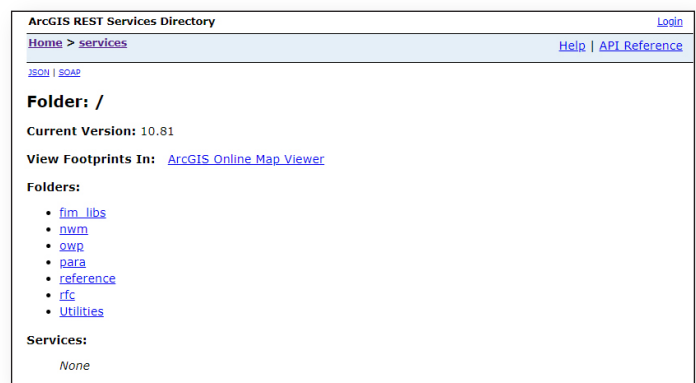 ArcGIS REST Services Directory Login
Home > services Help | API Reference
JSON | SOAP
Folder: /
Current Version: 10.81
View Footprints In: ArcGIS Online Map Viewer
Folders:
fim_libs
nwm
owp
para
reference
rfc
Utilities
Services:
None